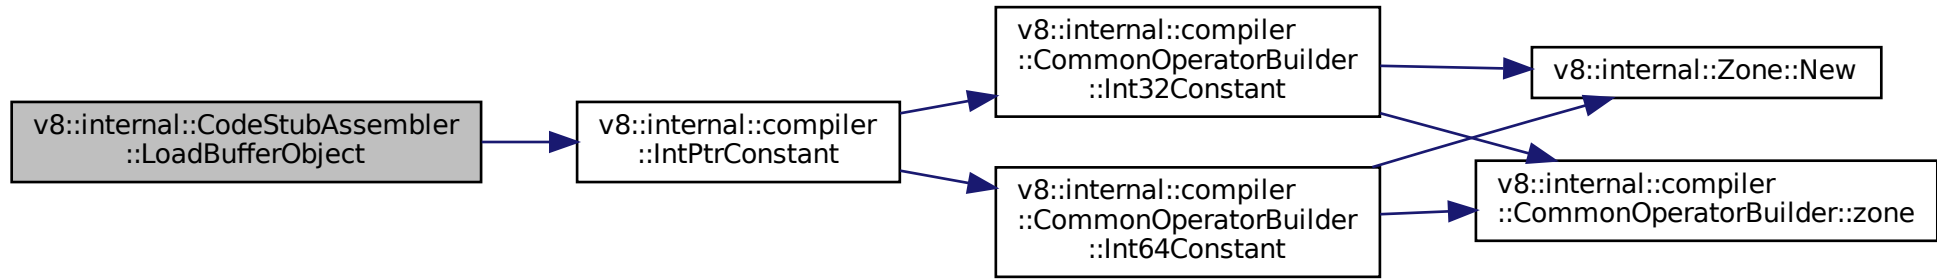 v8::internal::CodeStubAssembler
::LoadBufferObject
v8::internal::compiler
::IntPtrConstant
v8::internal::compiler
::CommonOperatorBuilder
::Int32Constant
v8::internal::compiler
::CommonOperatorBuilder
::Int64Constant
v8::internal::Zone::New
v8::internal::compiler
::CommonOperatorBuilder::zone